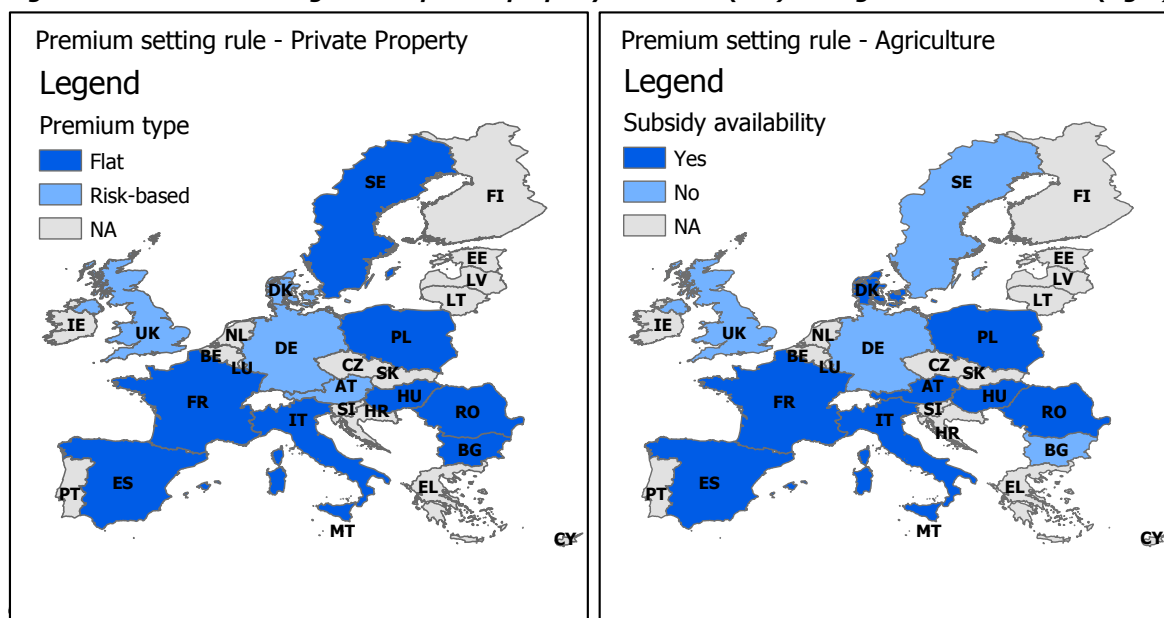 Premium setting rule - Private Property
Legend
Premium type
Flat
Risk-based
NA
SE
FI
EE
LV
LT
DK
IE
UK
NL
BE
LU
DE
PL
CZ
SK
AT
HU
FR
SI
HR
RO
IT
BG
PT
ES
EL
MT
CY
Premium setting rule - Agriculture
Legend
Subsidy availability
Yes
No
NA
SE
FI
EE
LV
LT
DK
IE
UK
NL
BE
LU
DE
PL
CZ
SK
AT
HU
FR
SI
RO
IT
HR
BG
PT
ES
EL
MT
CY